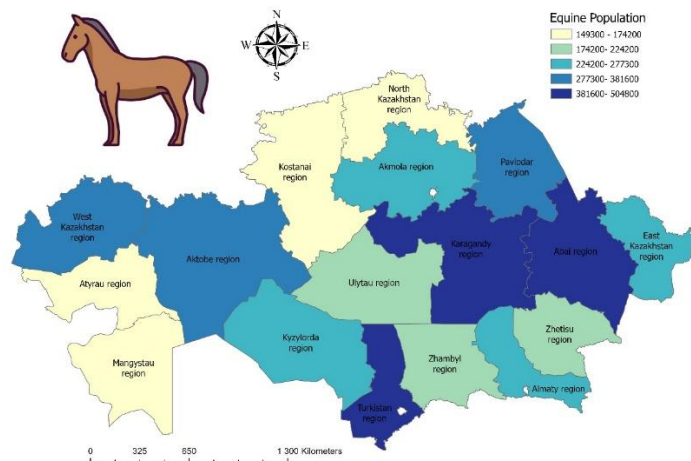 Equine Population
149300 - 174200
174200 - 224200
224200 - 277300
277300 - 381600
381600- 504800
N
W E
S
North
Kazakhstan
region
Kostanai
region
Akmola region
Pavlodar
region
West
Kazakhstan
region
Aktobe region
Karagandy
region
Abai region
East
Kazakhstan
region
Atyrau region
Ulytau region
Mangystau
region
Kyzylorda
region
Zhambyl
region
Zhetisu
region
Turkistan
region
Almaty region
0 325 650 1 300 Kilometers